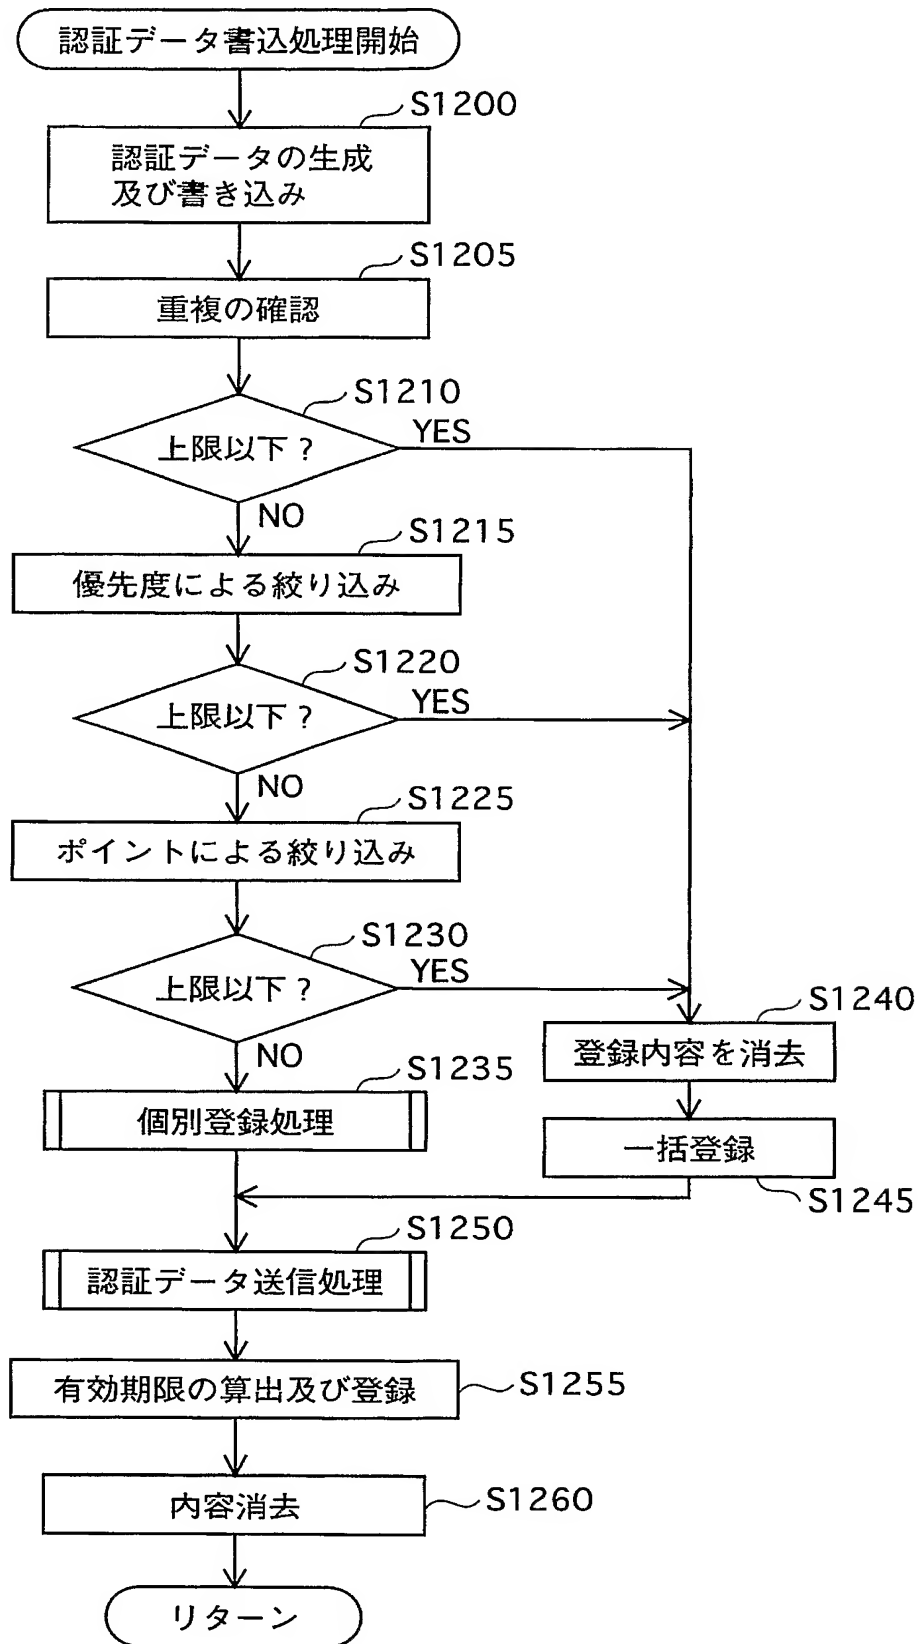 認証データ書込処理開始
S1200
認証データの生成
及び書き込み
S1205
重複の確認
S1210
上限以下？
YES
NO
S1215
優先度による絞り込み
S1220
上限以下？
YES
NO
S1225
ポイントによる絞り込み
S1230
上限以下？
YES
NO
S1240
登録内容を消去
S1235
個別登録処理
一括登録
S1245
S1250
認証データ送信処理
有効期限の算出及び登録
S1255
内容消去
S1260
リターン